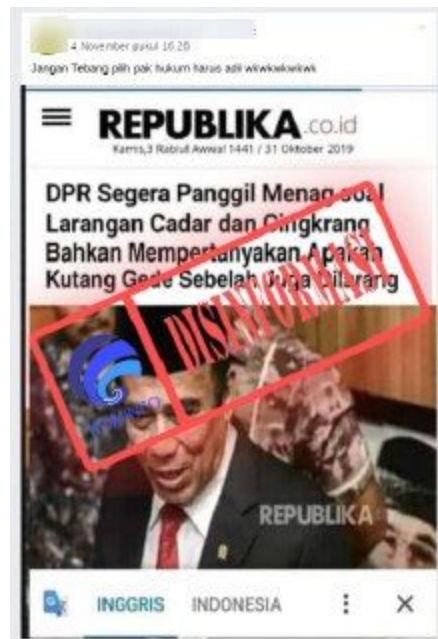 4 November pukul 16.28
Jangan Tebang pilih pak hukum harus adil wkwkwkwkwk
REPUBLIKA.co.id
Kamis,3 Rabiul Awwal 1441 / 31 Oktober 2019
DPR Segera Panggil Menag soal
Larangan Cadar dan Cingkrang
Bahkan Mempertanyakan Apakah
Kutang Gede Sebelah Juga Dilarang
DISINFORMASI
KOMINFO
REPUBLIKA
INGGRIS
INDONESIA